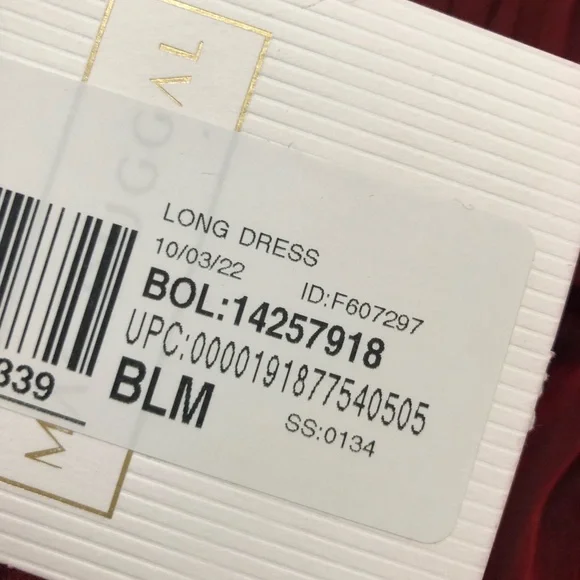 LONG DRESS
10/03/22 ID:F607297
BOL:14257918
UPC:0000191877540505
BLM SS:0134
339